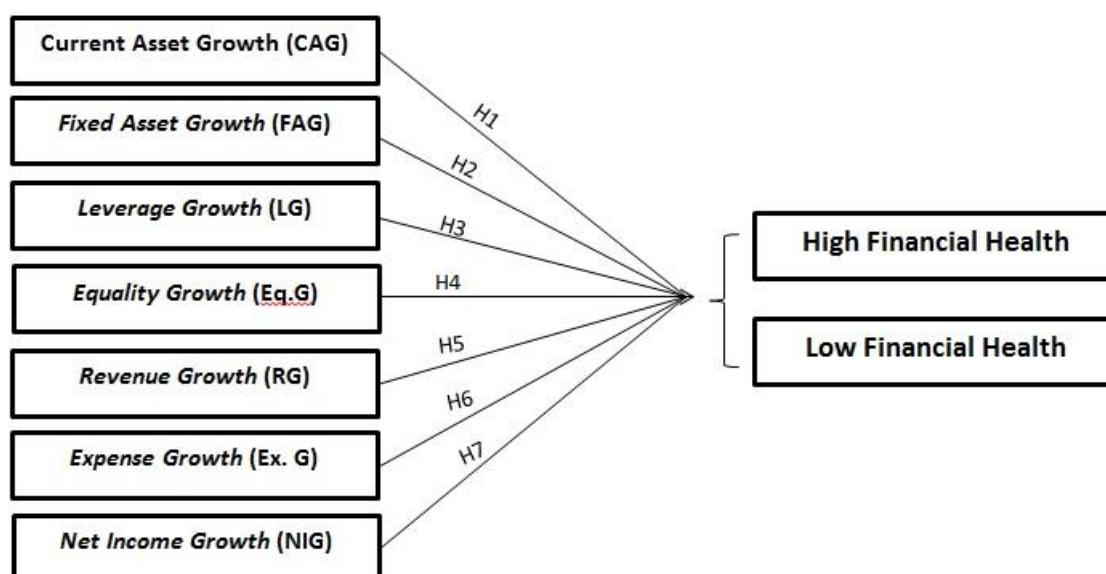 Current Asset Growth (CAG)
Fixed Asset Growth (FAG)
Leverage Growth (LG)
Equality Growth (Eq.G)
Revenue Growth (RG)
Expense Growth (Ex. G)
Net Income Growth (NIG)
H1
H2
H3
H4
H5
H6
H7
High Financial Health
Low Financial Health